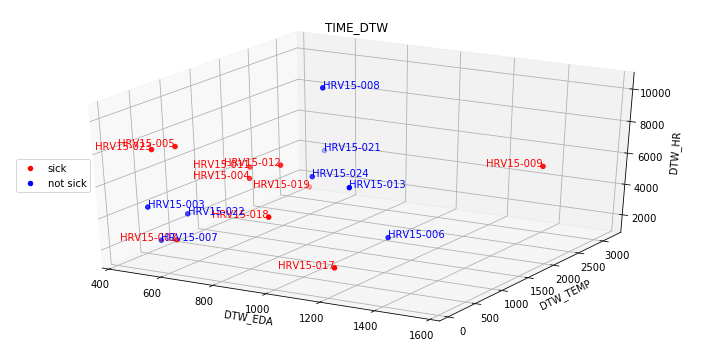 TIME_DTW
HRV15-008
10000
8000
6000
4000
2000
DTW_HR
HRV15-005
HRV15-021
HRV15-012
HRV15-009
sick
not sick
HRV15-004
HRV15-024
HRV15-019
HRV15-013
HRV15-003
HRV15-018
HRV15-007
HRV15-006
HRV15-017
400
600
800
1000
1200
1400
1600
DTW_EDA
0
500
1000
1500
2000
2500
3000
DTW_TEMP